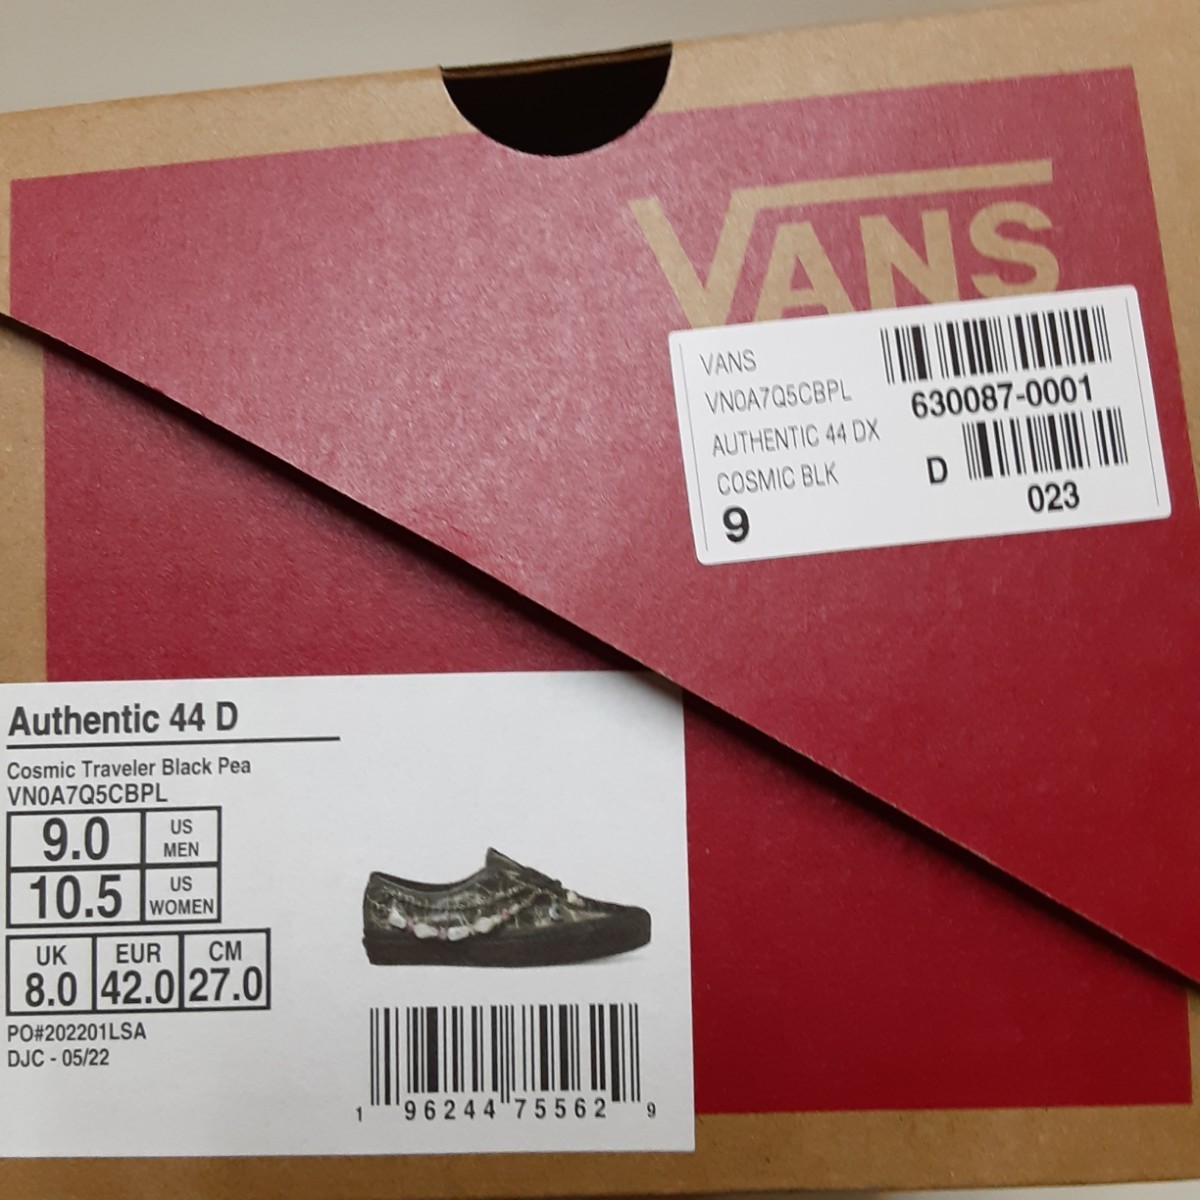 VANS
VANS
VN0A7Q5CBPL
AUTHENTIC 44 DX
COSMIC BLK
9
630087-0001
D
023
Authentic 44 D
Cosmic Traveler Black Pea
VN0A7Q5CBPL
9.0 US MEN
10.5 US WOMEN
UK EUR CM
8.0 42.0 27.0
PO#202201LSA
DJC - 05/22
1 96244 75562 9